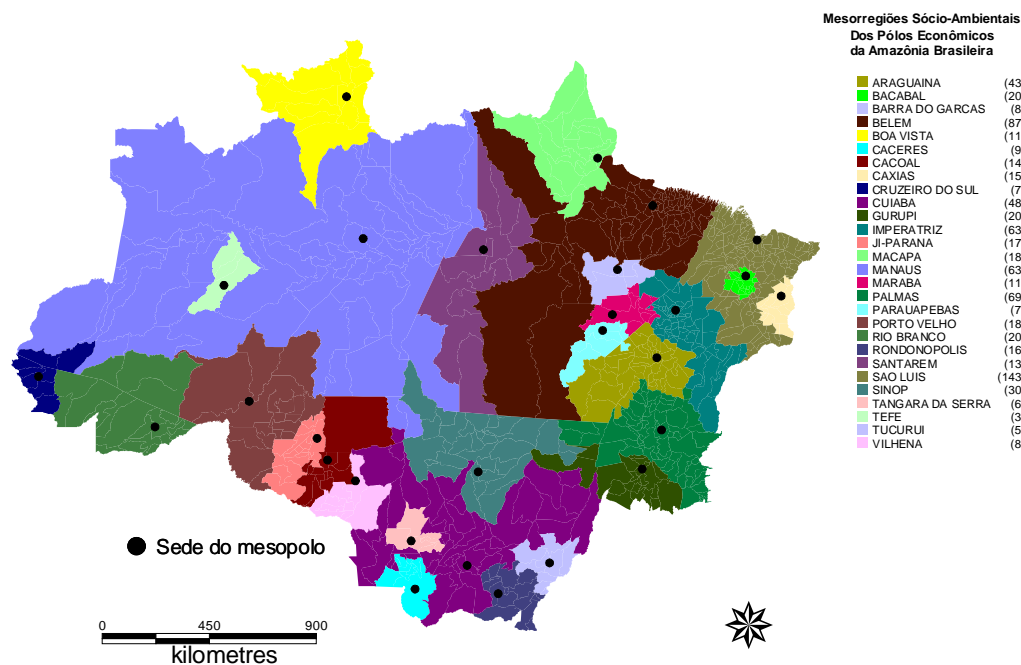 Mesorregiões Sócio-Ambientais
Dos Pólos Econômicos
da Amazônia Brasileira
ARAGUAINA (43
BACABAL (20
BARRA DO GARCAS (8
BELEM (87
BOA VISTA (11
CACERES (9
CACOAL (14
CAXIAS (15
CRUZEIRO DO SUL (7
CUIABA (48
GURUPI (20
IMPERATRIZ (63
JI-PARANA (17
MACAPA (18
MANAUS (63
MARABA (11
PALMAS (69
PARAUAPEBAS (7
PORTO VELHO (18
RIO BRANCO (20
RONDONOPOLIS (16
SANTAREM (13
SAO LUIS (143
SINOP (30
TANGARA DA SERRA (6
TEFE (3
TUCURUI (5
VILHENA (8
Sede do mesopolo
0 450 900
kilometres